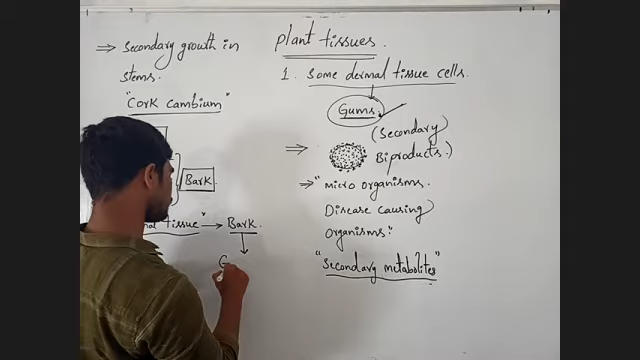 ⇒ Secondary growth in
stems.
"Cork cambium"
Bark
tissue" → Bark
G
plant tissues.
1. Some dermal tissue cells.
Gums.
(Secondary
⇒ Biproducts.)
⇒ "micro organisms.
Disease causing
organisms."
"Secondary metabolites"